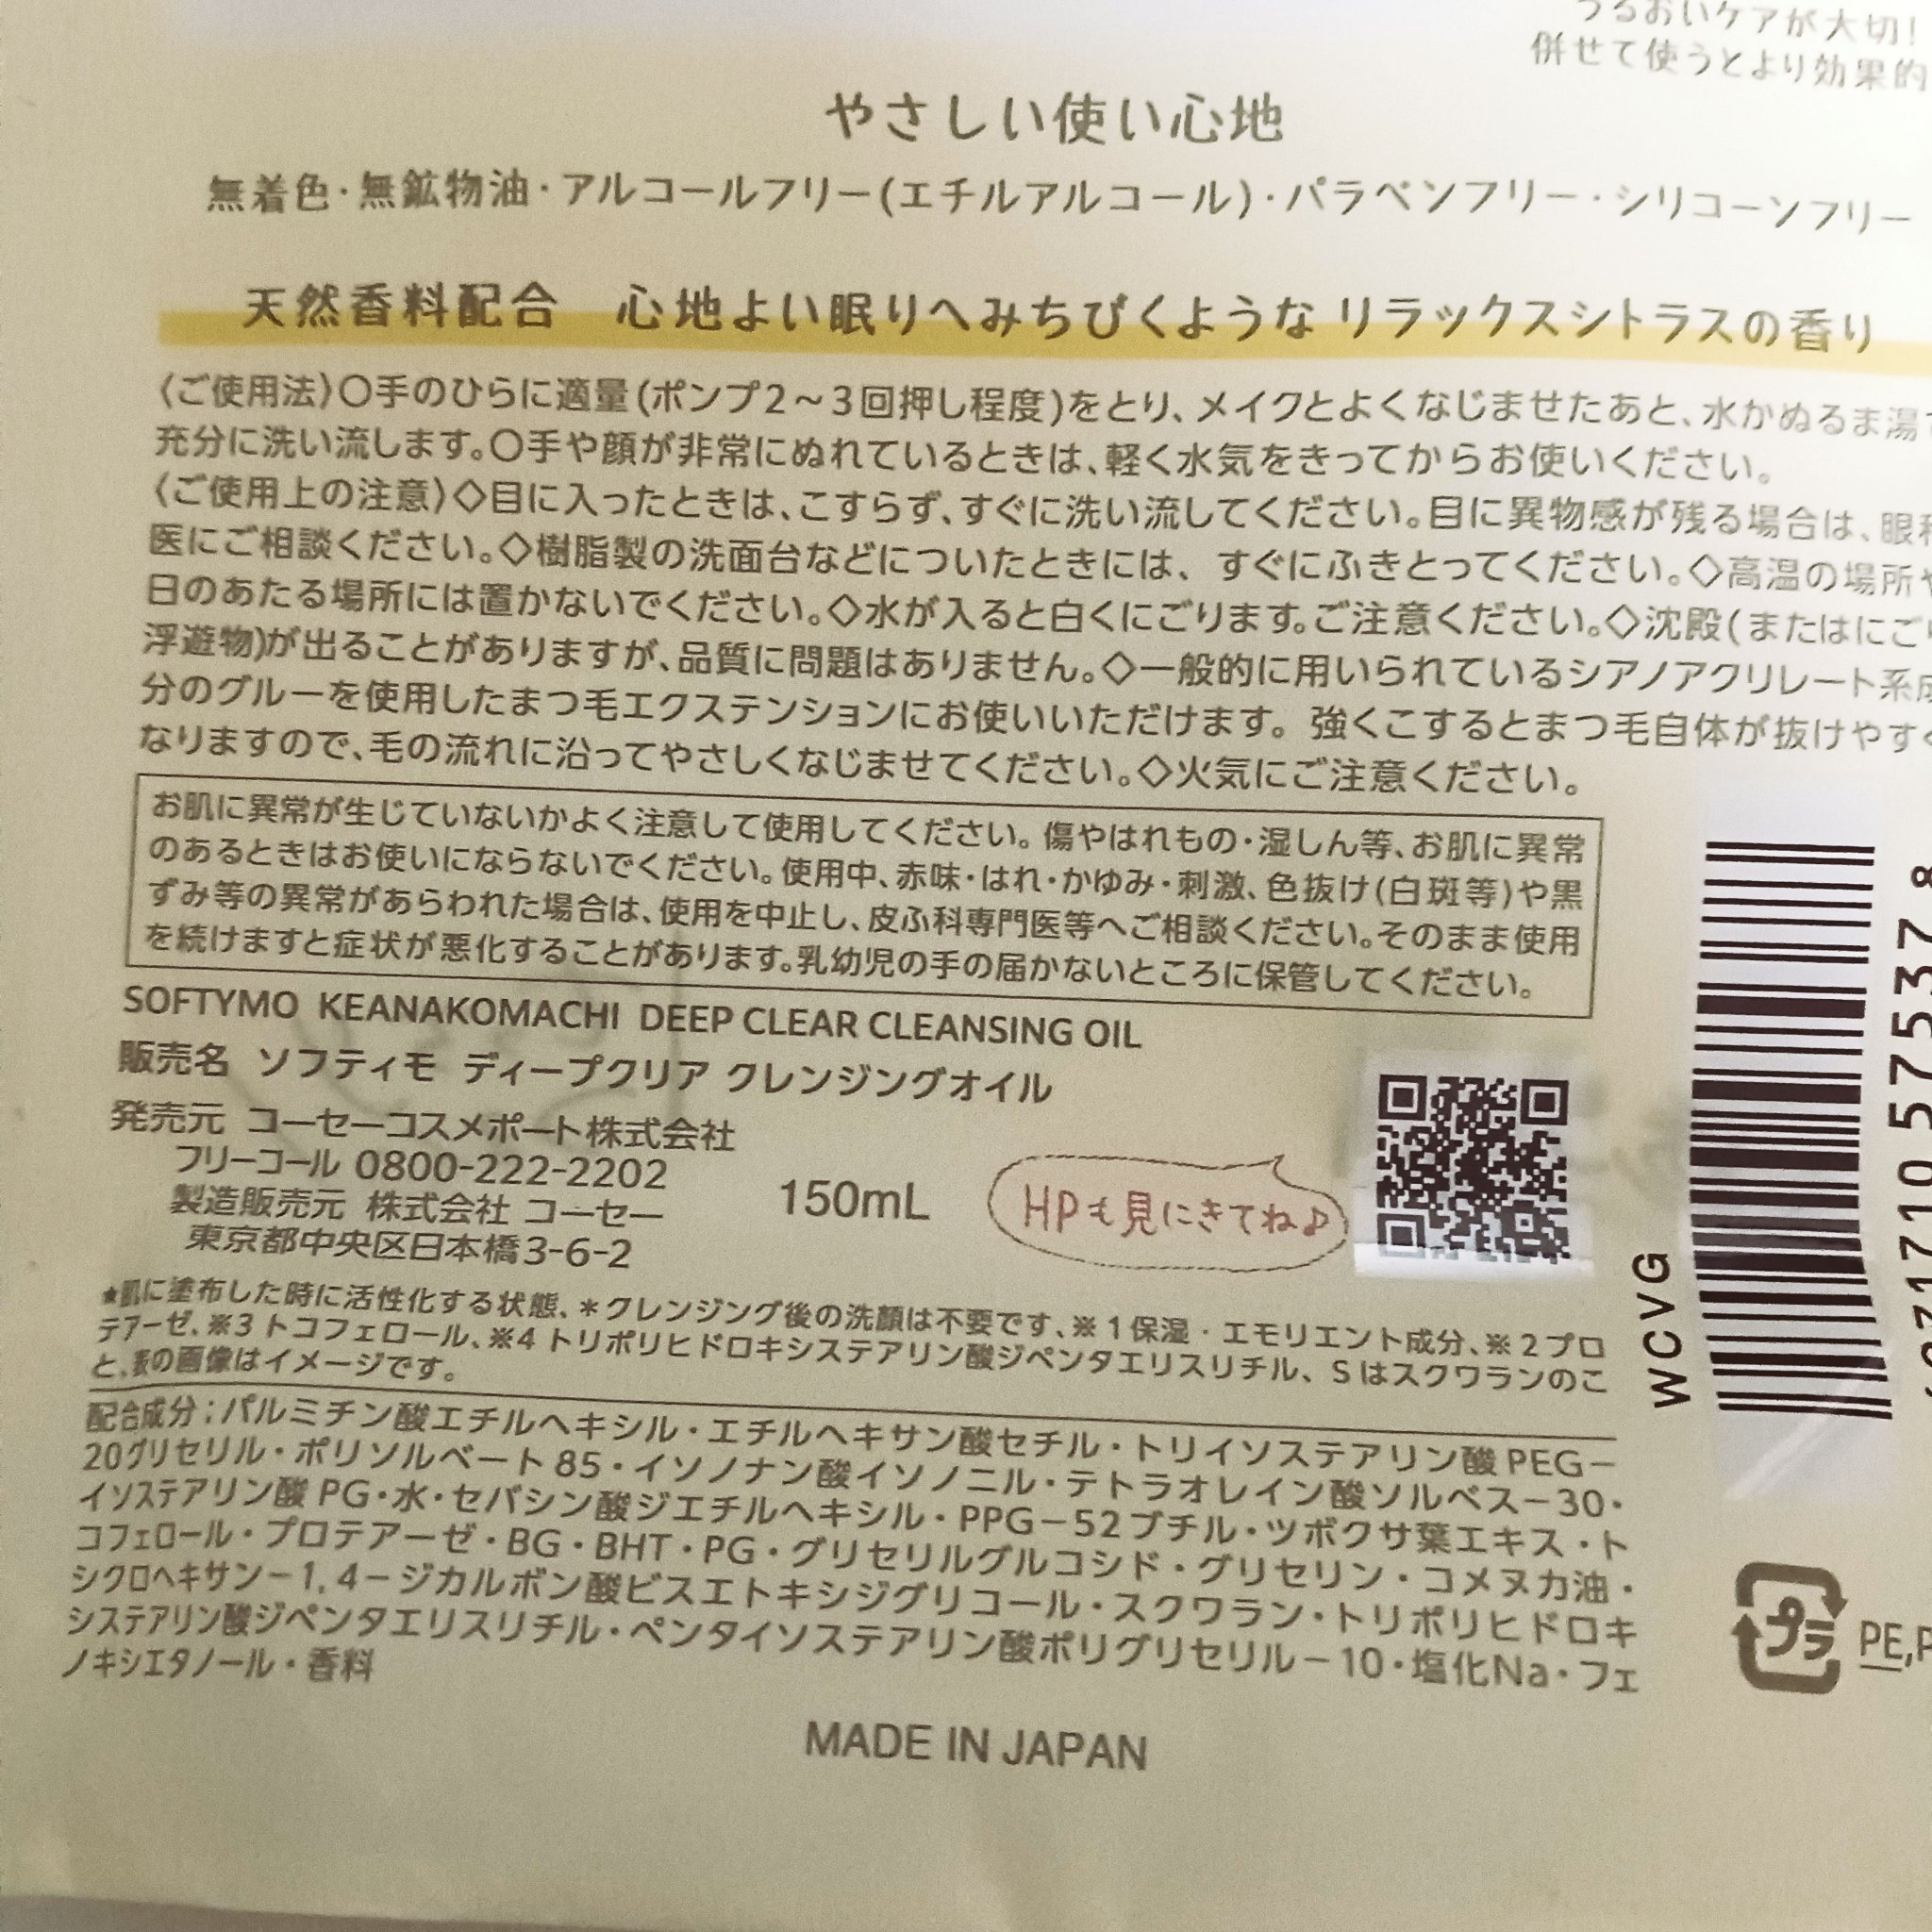 うるおいケアが大切!
併せて使うとより効果的
やさしい使い心地
無着色・無鉱物油・アルコールフリー(エチルアルコール)・パラベンフリー・シリコーンフリー
天然香料配合 心地よい眠りへみちびくような リラックスシトラスの香り
〈ご使用法〉○手のひらに適量(ポンプ2～3回押し程度)をとり、メイクとよくなじませたあと、水かぬるま湯で
充分に洗い流します。○手や顔が非常にぬれているときは、軽く水気をきってからお使いください。
〈ご使用上の注意〉◇目に入ったときは、こすらず、すぐに洗い流してください。目に異物感が残る場合は、眼科
医にご相談ください。◇樹脂製の洗面台などについたときには、すぐにふきとってください。◇高温の場所や
日のあたる場所には置かないでください。◇水が入ると白くにごります。ご注意ください。◇沈殿(またはにごり
浮遊物)が出ることがありますが、品質に問題はありません。◇一般的に用いられているシアノアクリレート系成
分のグルーを使用したまつ毛エクステンションにお使いいただけます。強くこするとまつ毛自体が抜けやすく
なりますので、毛の流れに沿ってやさしくなじませてください。◇火気にご注意ください。
お肌に異常が生じていないかよく注意して使用してください。傷やはれもの・湿しん等、お肌に異常
のあるときはお使いにならないでください。使用中、赤味・はれ・かゆみ・刺激、色抜け(白斑等)や黒
ずみ等の異常があらわれた場合は、使用を中止し、皮ふ科専門医等へご相談ください。そのまま使用
を続けますと症状が悪化することがあります。乳幼児の手の届かないところに保管してください。
SOFTYMO KEANAKOMACHI DEEP CLEAR CLEANSING OIL
販売名 ソフティモ ディープクリア クレンジングオイル
発売元 コーセーコスメポート株式会社
フリーコール 0800-222-2202
製造販売元 株式会社 コーセー
東京都中央区日本橋3-6-2
150mL
HPも見にきてね♪
WCVG
★肌に塗布した時に活性化する状態、＊クレンジング後の洗顔は不要です、※1保湿・エモリエント成分、※2プロ
テアーゼ、※3トコフェロール、※4トリポリヒドロキシステアリン酸ジペンタエリスリチル、Sはスクワランのこ
と、表の画像はイメージです。
配合成分：パルミチン酸エチルヘキシル・エチルヘキサン酸セチル・トリイソステアリン酸PEG－
20グリセリル・ポリソルベート85・イソノナン酸イソノニル・テトラオレイン酸ソルベス－30・
イソステアリン酸PG・水・セバシン酸ジエチルヘキシル・PPG－52ブチル・ツボクサ葉エキス・ト
コフェロール・プロテアーゼ・BG・BHT・PG・グリセリルグルコシド・グリセリン・コメヌカ油・
シクロヘキサン－1,4－ジカルボン酸ビスエトキシジグリコール・スクワラン・トリポリヒドロキ
システアリン酸ジペンタエリスリチル・ペンタイソステアリン酸ポリグリセリル－10・塩化Na・フェ
ノキシエタノール・香料
プラ
PE,P
MADE IN JAPAN